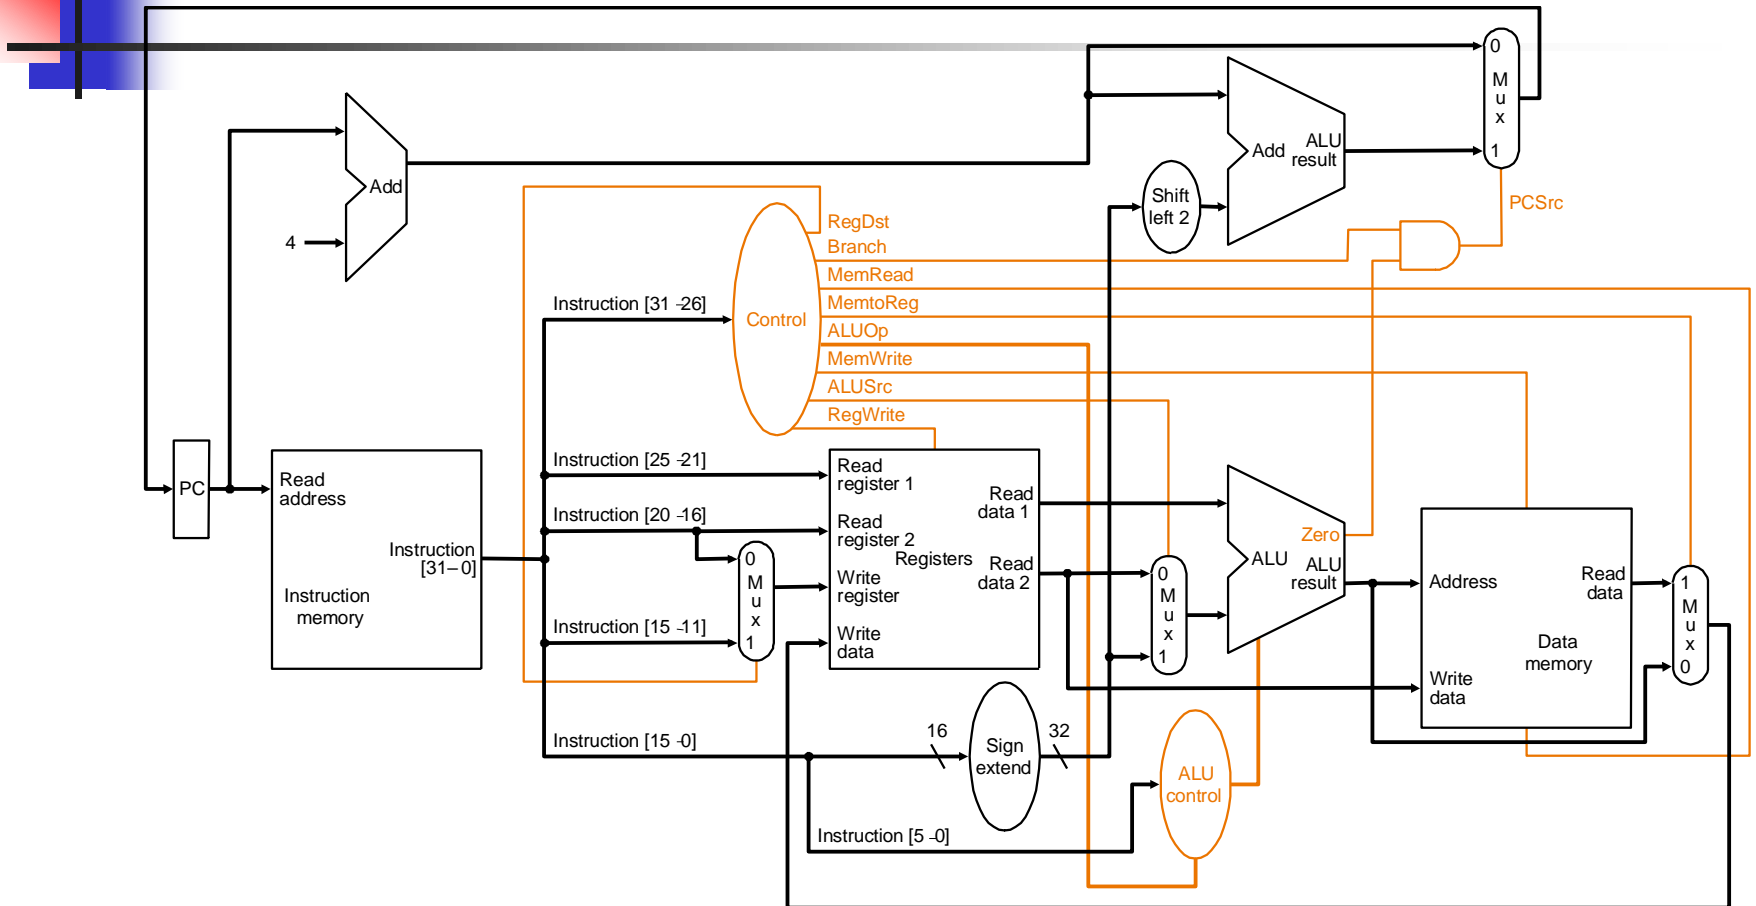 0
M
u
x
1
Add
ALU
result
Add
Shift
left 2
4
PCSrc
RegDst
Branch
MemRead
MemtoReg
ALUOp
MemWrite
ALUSrc
RegWrite
Control
Instruction [31–26]
Instruction [25–21]
Instruction [20–16]
Instruction [15–11]
Instruction [15–0]
Instruction [5–0]
PC
Read
address
Instruction
[31–0]
Instruction
memory
0
M
u
x
1
Read
register 1
Read
register 2
Write
register
Write
data
Registers
Read
data 1
Read
data 2
0
M
u
x
1
Zero
ALU
ALU
result
Address
Write
data
Read
data
Data
memory
1
M
u
x
0
16
Sign
extend
32
ALU
control